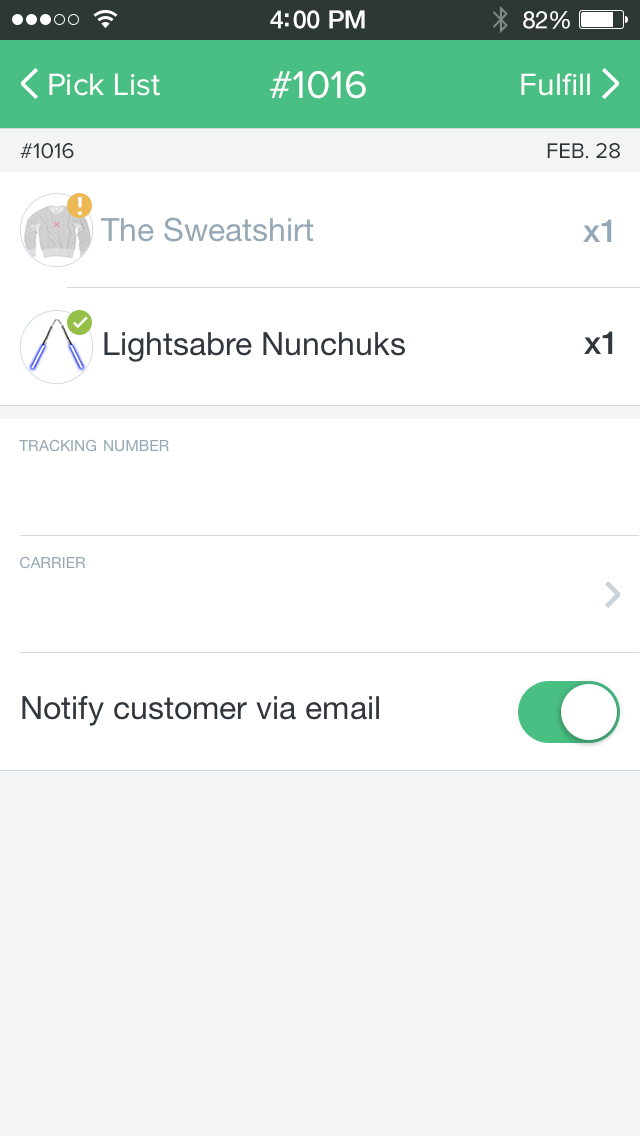 4:00 PM 82%
Pick List #1016 Fulfill
#1016 FEB. 28
The Sweatshirt x1
Lightsabre Nunchuks x1
TRACKING NUMBER
CARRIER
Notify customer via email